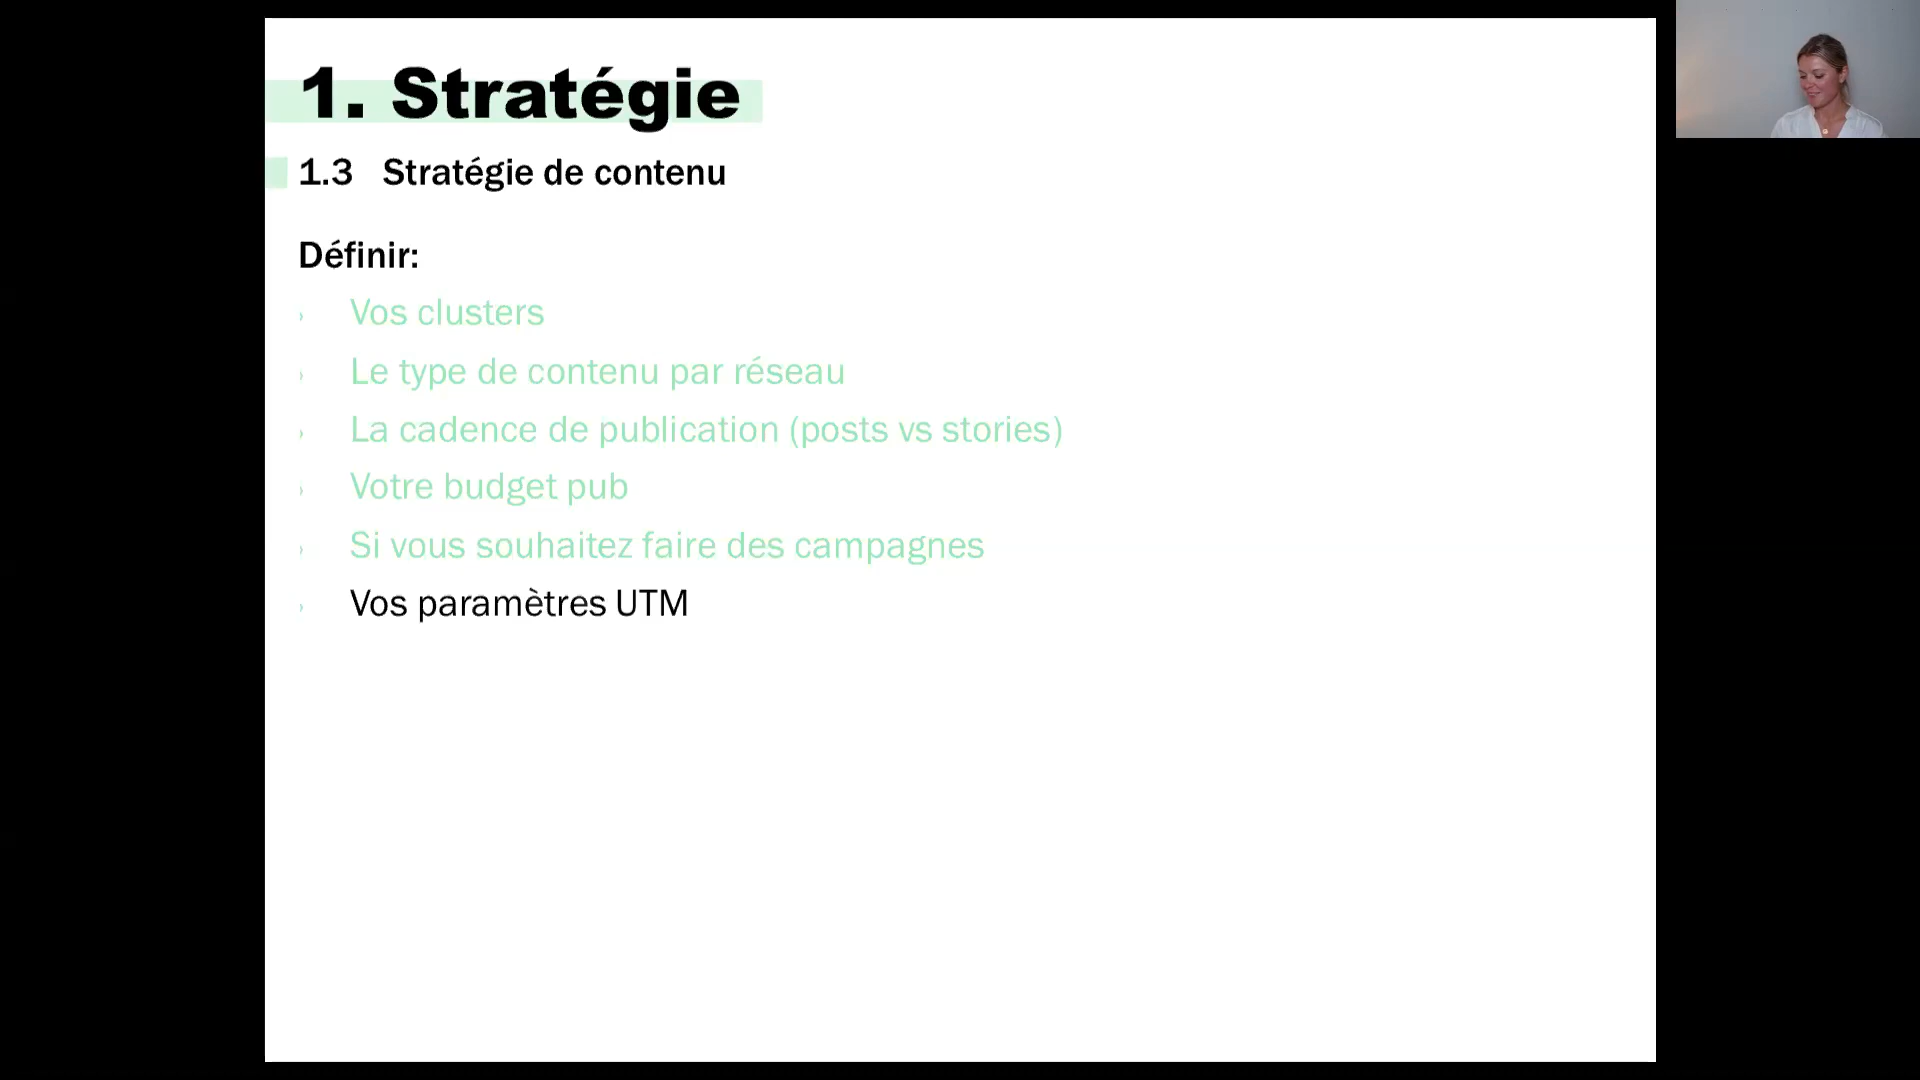 1. Stratégie
1.3 Stratégie de contenu
Définir:
› Vos clusters
› Le type de contenu par réseau
› La cadence de publication (posts vs stories)
› Votre budget pub
› Si vous souhaitez faire des campagnes
› Vos paramètres UTM